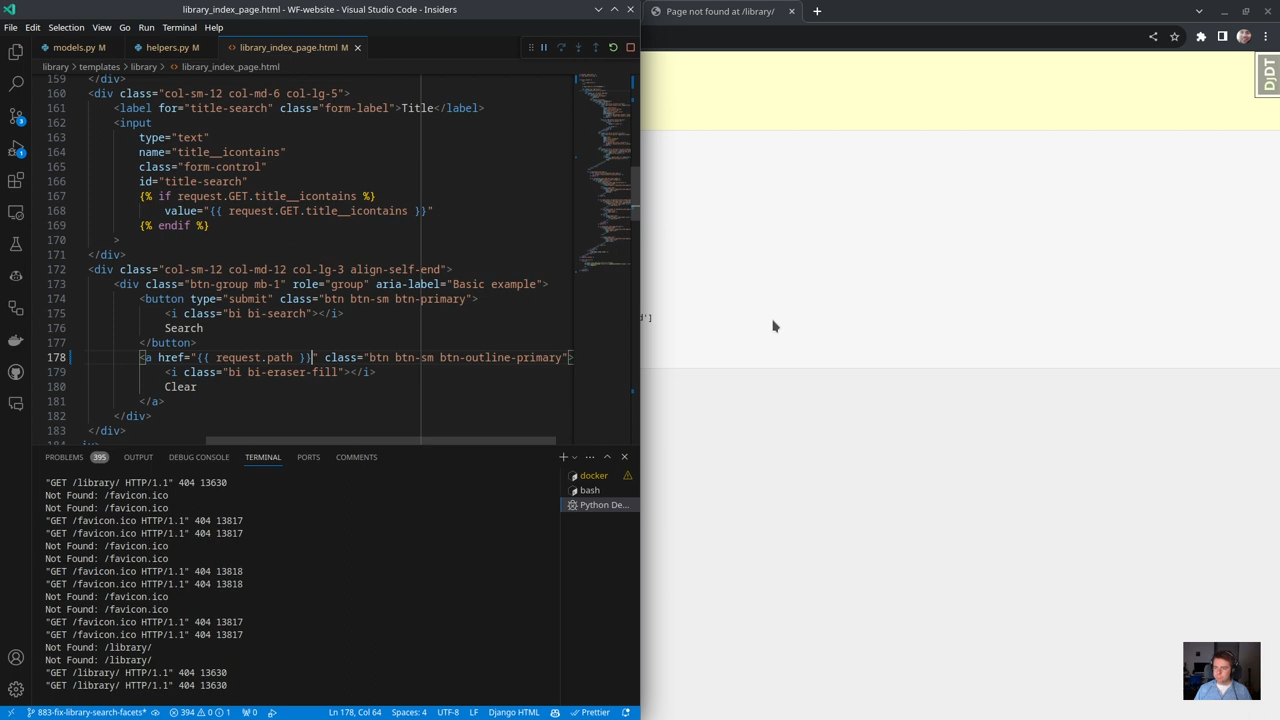 library_index_page.html - WF-website - Visual Studio Code - Insiders
File Edit Selection View Go Run Terminal Help
models.py M helpers.py M library_index_page.html M
library > templates > library > library_index_page.html
159 </div>
160 <div class="col-sm-12 col-md-6 col-lg-5">
161 <label for="title-search" class="form-label">Title</label>
162 <input
163 type="text"
164 name="title__icontains"
165 class="form-control"
166 id="title-search"
167 {% if request.GET.title__icontains %}
168 value="{{ request.GET.title__icontains }}"
169 {% endif %}
170 >
171 </div>
172 <div class="col-sm-12 col-md-12 col-lg-3 align-self-end">
173 <div class="btn-group mb-1" role="group" aria-label="Basic example">
174 <button type="submit" class="btn btn-sm btn-primary">
175 <i class="bi bi-search"></i>
176 Search
177 </button>
178 <a href="{{ request.path }}" class="btn btn-sm btn-outline-primary">
179 <i class="bi bi-eraser-fill"></i>
180 Clear
181 </a>
182 </div>
183 </div>
184 iv>
PROBLEMS 395 OUTPUT DEBUG CONSOLE TERMINAL PORTS COMMENTS
"GET /library/ HTTP/1.1" 404 13630
Not Found: /favicon.ico
Not Found: /favicon.ico
"GET /favicon.ico HTTP/1.1" 404 13817
"GET /favicon.ico HTTP/1.1" 404 13817
Not Found: /favicon.ico
Not Found: /favicon.ico
"GET /favicon.ico HTTP/1.1" 404 13818
"GET /favicon.ico HTTP/1.1" 404 13818
Not Found: /favicon.ico
Not Found: /favicon.ico
"GET /favicon.ico HTTP/1.1" 404 13817
"GET /favicon.ico HTTP/1.1" 404 13817
Not Found: /library/
Not Found: /library/
"GET /library/ HTTP/1.1" 404 13630
"GET /library/ HTTP/1.1" 404 13630
docker
bash
Python De...
3
1
883-fix-library-search-facets* 394 0 1 0 Ln 178, Col 64 Spaces: 4 UTF-8 LF Django HTML Prettier
Page not found at /library/
DjDT
d']